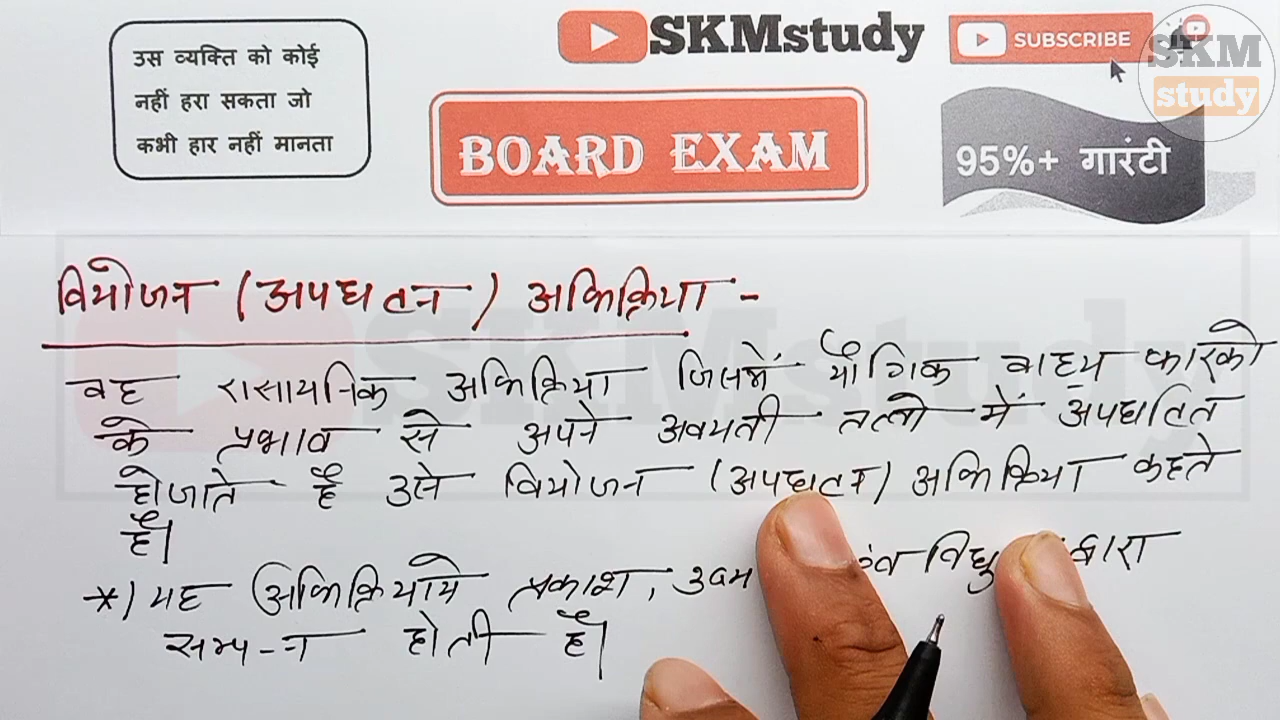 उस व्यक्ति को कोई
नहीं हरा सकता जो
कभी हार नहीं मानता
SKMstudy
SUBSCRIBE
SKM
study
BOARD EXAM
95%+ गारंटी
वियोजन (अपघटन) अभिक्रिया -
वह रासायनिक अभिक्रिया जिसमें यौगिक बाह्य कारको
के प्रभाव से अपने अवयवी तत्वो में अपघटित
होजाते है उसे वियोजन (अपघटन) अभिक्रिया कहते
है।
*) यह अभिक्रियाये प्रकाश, द्वारा
सम्पन्न होती है।
SKMstudy